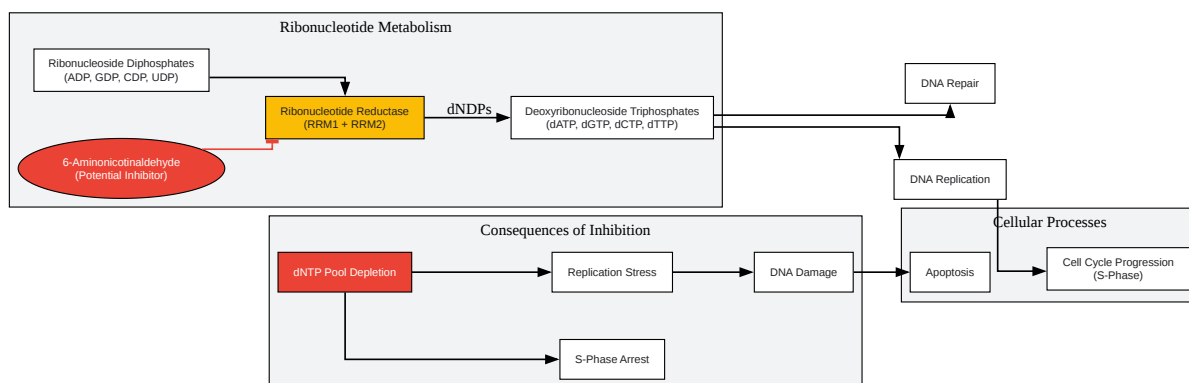 Ribonucleotide Metabolism
Ribonucleoside Diphosphates
(ADP, GDP, CDP, UDP)
Ribonucleotide Reductase
(RRM1 + RRM2)
dNDPs
Deoxyribonucleoside Triphosphates
(dATP, dGTP, dCTP, dTTP)
6-Aminonicotinaldehyde
(Potential Inhibitor)
DNA Repair
DNA Replication
Consequences of Inhibition
dNTP Pool Depletion
Replication Stress
DNA Damage
S-Phase Arrest
Cellular Processes
Apoptosis
Cell Cycle Progression
(S-Phase)